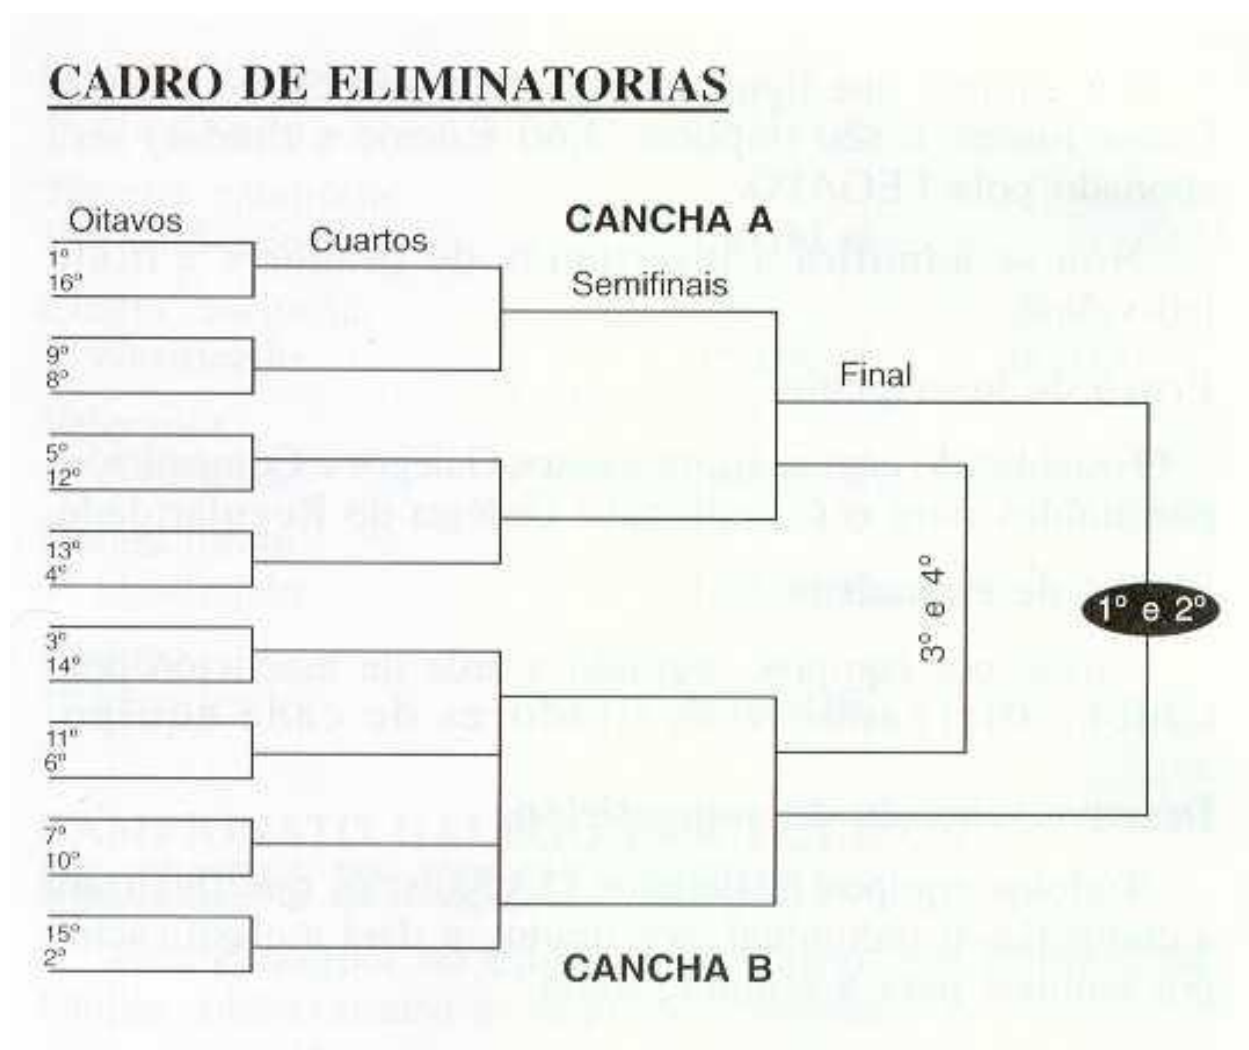 CADRO DE ELIMINATORIAS
Oitavos
Cuartos
CANCHA A
Semifinais
Final
1º
16º
9º
8º
5º
12º
13º
4º
3º
14º
11º
6º
7º
10º
15º
2º
3º e 4º
1º e 2º
CANCHA B